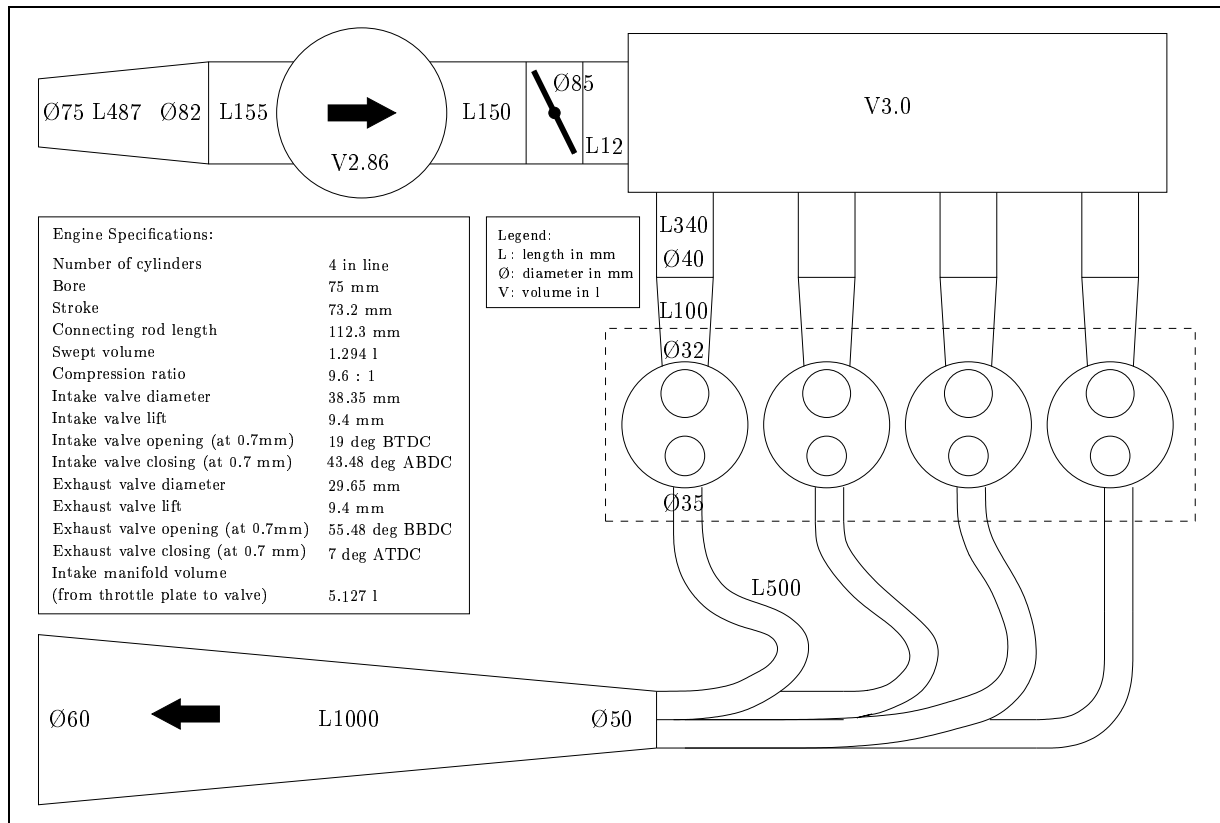 Ø75 L487 Ø82 L155
V2.86
L150
Ø85
L12
V3.0
Engine Specifications:
Number of cylinders 4 in line
Bore 75 mm
Stroke 73.2 mm
Connecting rod length 112.3 mm
Swept volume 1.294 l
Compression ratio 9.6 : 1
Intake valve diameter 38.35 mm
Intake valve lift 9.4 mm
Intake valve opening (at 0.7mm) 19 deg BTDC
Intake valve closing (at 0.7 mm) 43.48 deg ABDC
Exhaust valve diameter 29.65 mm
Exhaust valve lift 9.4 mm
Exhaust valve opening (at 0.7mm) 55.48 deg BBDC
Exhaust valve closing (at 0.7 mm) 7 deg ATDC
Intake manifold volume
(from throttle plate to valve) 5.127 l
Legend:
L : length in mm
Ø: diameter in mm
V: volume in l
L340
Ø40
L100
Ø32
Ø35
L500
Ø60 L1000 Ø50